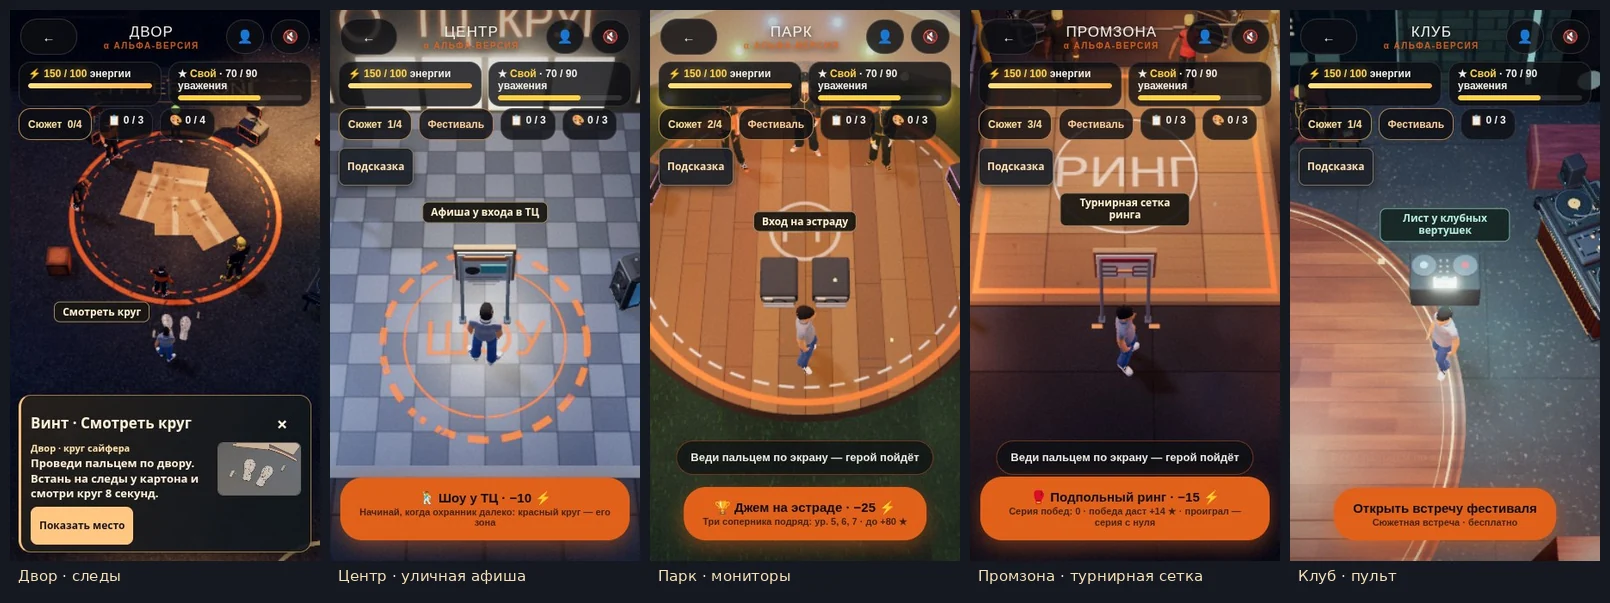 ДВОР
α АЛЬФА-ВЕРСИЯ
⚡ 150 / 100 энергии
★ Свой · 70 / 90
уважения
Сюжет 0/4
📋 0 / 3
🎨 0 / 4
Смотреть круг
Винт · Смотреть круг
×
Двор · круг сайфера
Проведи пальцем по двору.
Встань на следы у картона и
смотри круг 8 секунд.
Показать место
Двор · следы
ЦЕНТР
α АЛЬФА-ВЕРСИЯ
⚡ 150 / 100 энергии
★ Свой · 70 / 90
уважения
Сюжет 1/4
Фестиваль
📋 0 / 3
🎨 0 / 3
Подсказка
Афиша у входа в ТЦ
ШОУ
🕺 Шоу у ТЦ · −10 ⚡
Начинай, когда охранник далеко: красный круг — его
зона
Центр · уличная афиша
ПАРК
α АЛЬФА-ВЕРСИЯ
⚡ 150 / 100 энергии
★ Свой · 70 / 90
уважения
Сюжет 2/4
Фестиваль
📋 0 / 3
🎨 0 / 3
Подсказка
Вход на эстраду
Веди пальцем по экрану — герой пойдёт
🏆 Джем на эстраде · −25 ⚡
Три соперника подряд: ур. 5, 6, 7 · до +80 ★
Парк · мониторы
ПРОМЗОНА
α АЛЬФА-ВЕРСИЯ
⚡ 150 / 100 энергии
★ Свой · 70 / 90
уважения
Сюжет 3/4
Фестиваль
📋 0 / 3
🎨 0 / 3
Подсказка
РИНГ
Турнирная сетка
ринга
Веди пальцем по экрану — герой пойдёт
🥊 Подпольный ринг · −15 ⚡
Серия побед: 0 · победа даст +14 ★ · проиграл —
серия с нуля
Промзона · турнирная сетка
КЛУБ
α АЛЬФА-ВЕРСИЯ
⚡ 150 / 100 энергии
★ Свой · 70 / 90
уважения
Сюжет 1/4
Фестиваль
📋 0 / 3
Подсказка
Лист у клубных
вертушек
Открыть встречу фестиваля
Сюжетная встреча · бесплатно
Клуб · пульт